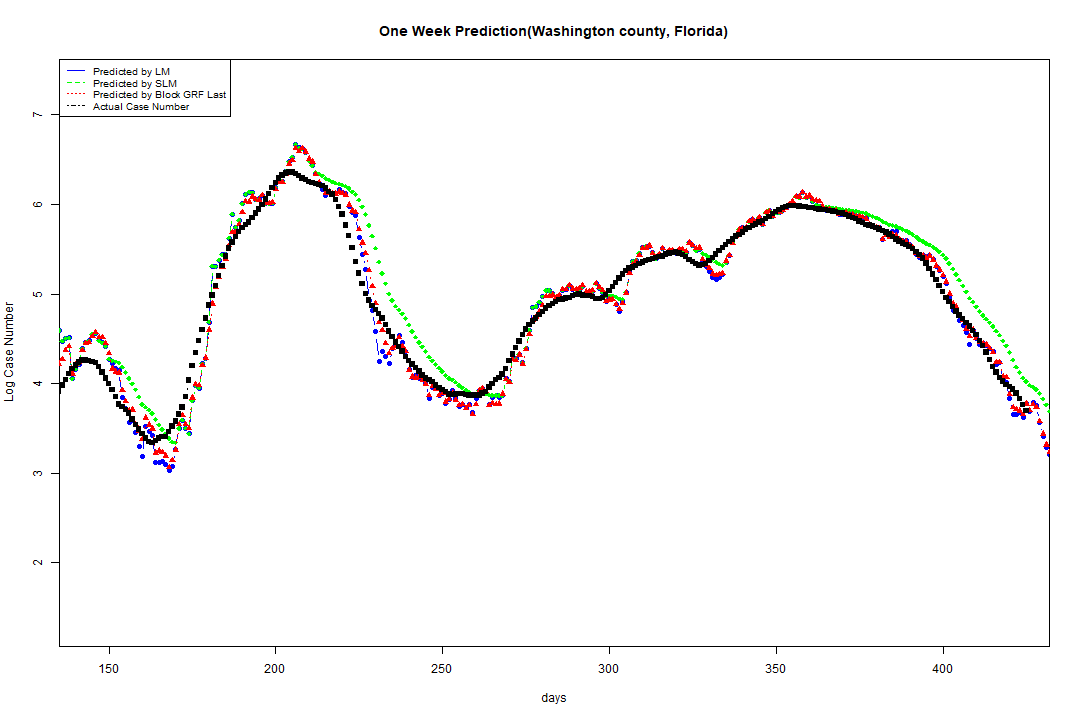 One Week Prediction(Washington county, Florida)
Predicted by LM
Predicted by SLM
Predicted by Block GRF Last
Actual Case Number
7
6
5
4
3
2
Log Case Number
150 200 250 300 350 400
days